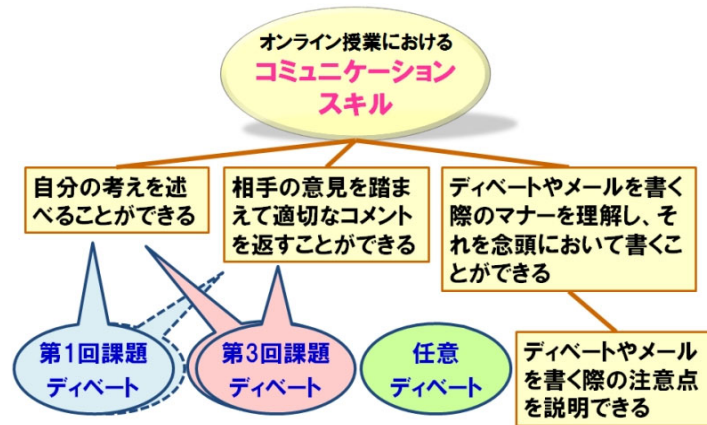 オンライン授業における
コミュニケーション
スキル
自分の考えを述
べることができる
相手の意見を踏ま
えて適切なコメント
を返すことができる
ディベートやメールを書く
際のマナーを理解し、そ
れを念頭において書くこ
とができる
第1回課題
ディベート
第3回課題
ディベート
任意
ディベート
ディベートやメール
を書く際の注意点
を説明できる